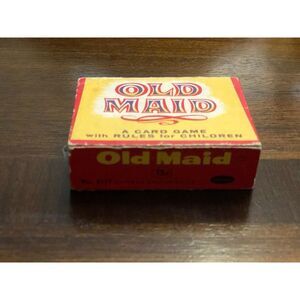 OLD
MAID
A CARD GAME
with RULES for CHILDREN
Old Maid